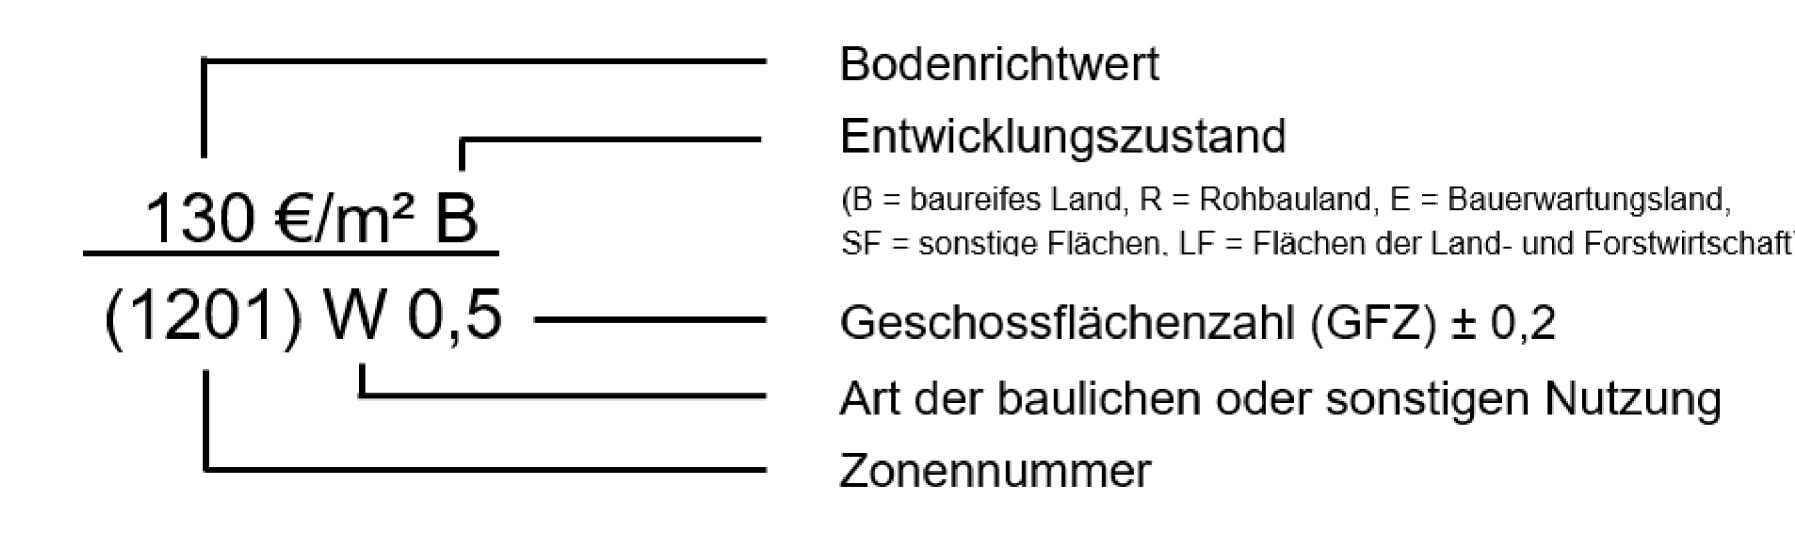 Bodenrichtwert
Entwicklungszustand
(B = baureifes Land, R = Rohbauland, E = Bauerwartungsland,
SF = sonstige Flächen, LF = Flächen der Land- und Forstwirtschaft)
130 €/m² B
(1201) W 0,5
Geschossflächenzahl (GFZ) ± 0,2
Art der baulichen oder sonstigen Nutzung
Zonennummer